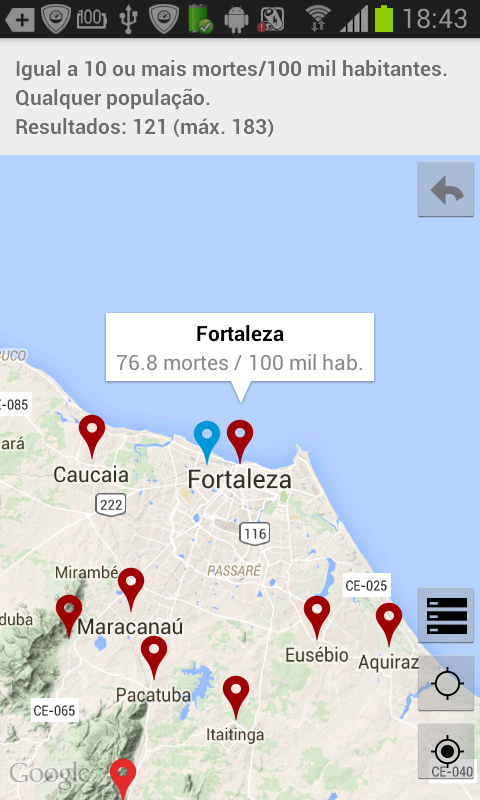 100
18:43
Igual a 10 ou mais mortes/100 mil habitantes.
Qualquer população.
Resultados: 121 (máx. 183)
Fortaleza
76.8 mortes / 100 mil hab.
BUCO
E-085
ará
Caucaia
Fortaleza
222
116
Mirambé
PASSARÉ
CE-025
duba
Maracanaú
Eusébio
Aquiraz
Pacatuba
CE-065
Itaitinga
Google
CE-040